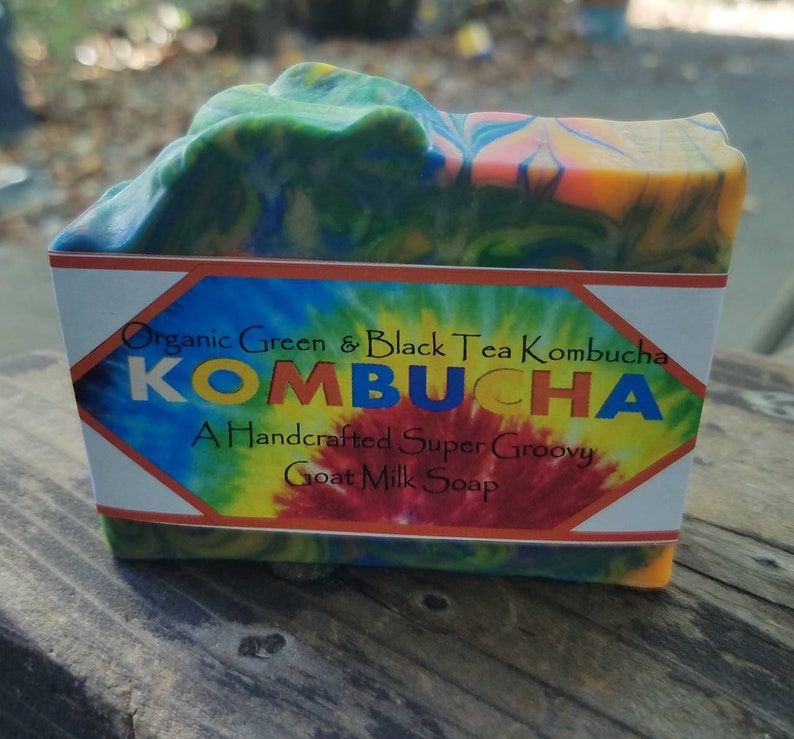 Organic Green & Black Tea Kombucha
KOMBUCHA
A Handcrafted Super Groovy
Goat Milk Soap